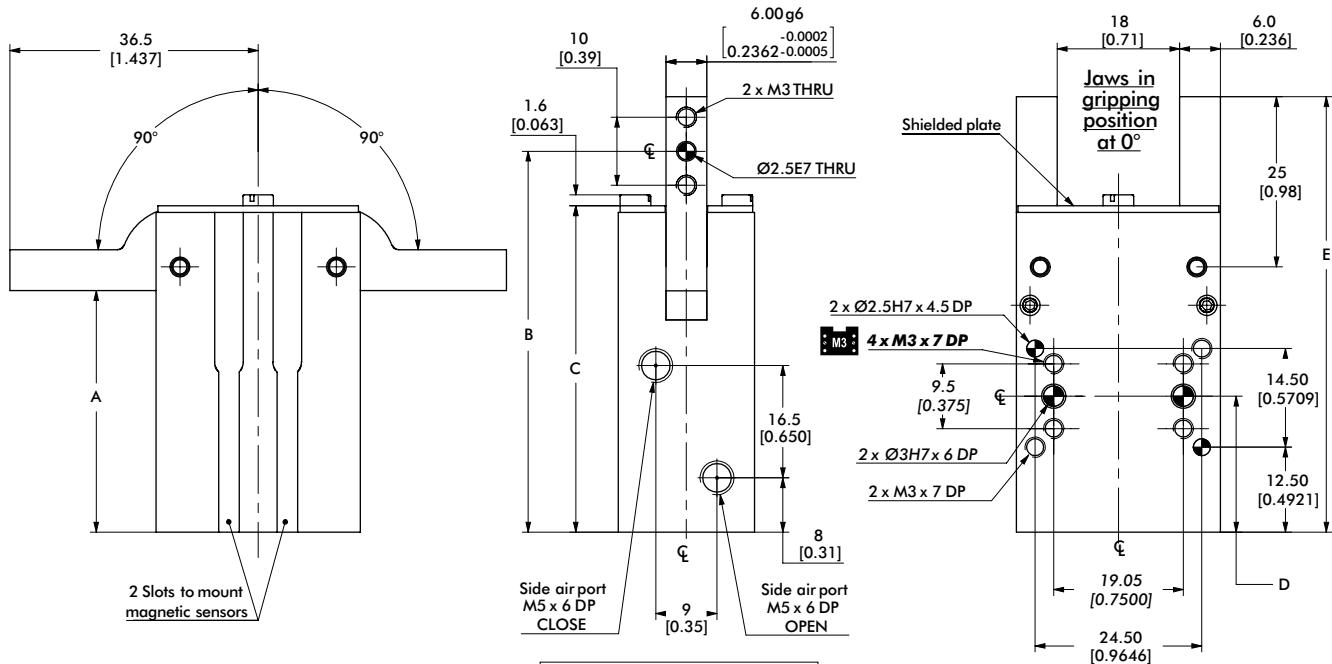 36.5
[1.437]
90°
90°
A
2 Slots to mount
magnetic sensors
6.00 g6
-0.0002
[0.2362-0.0005]
10
[0.39]
2 x M3 THRU
1.6
[0.063]
℄
Ø2.5E7 THRU
B
C
16.5
[0.650]
8
[0.31]
℄
Side air port
M5 x 6 DP
CLOSE
9
[0.35]
Side air port
M5 x 6 DP
OPEN
18
[0.71]
6.0
[0.236]
Jaws in
gripping
position
at 0°
Shielded plate
25
[0.98]
E
2 x Ø2.5H7 x 4.5 DP
M3
4 x M3 x 7 DP
9.5
[0.375]
℄
14.50
[0.5709]
2 x Ø3H7 x 6 DP
2 x M3 x 7 DP
12.50
[0.4921]
℄
D
19.05
[0.7500]
24.50
[0.9646]